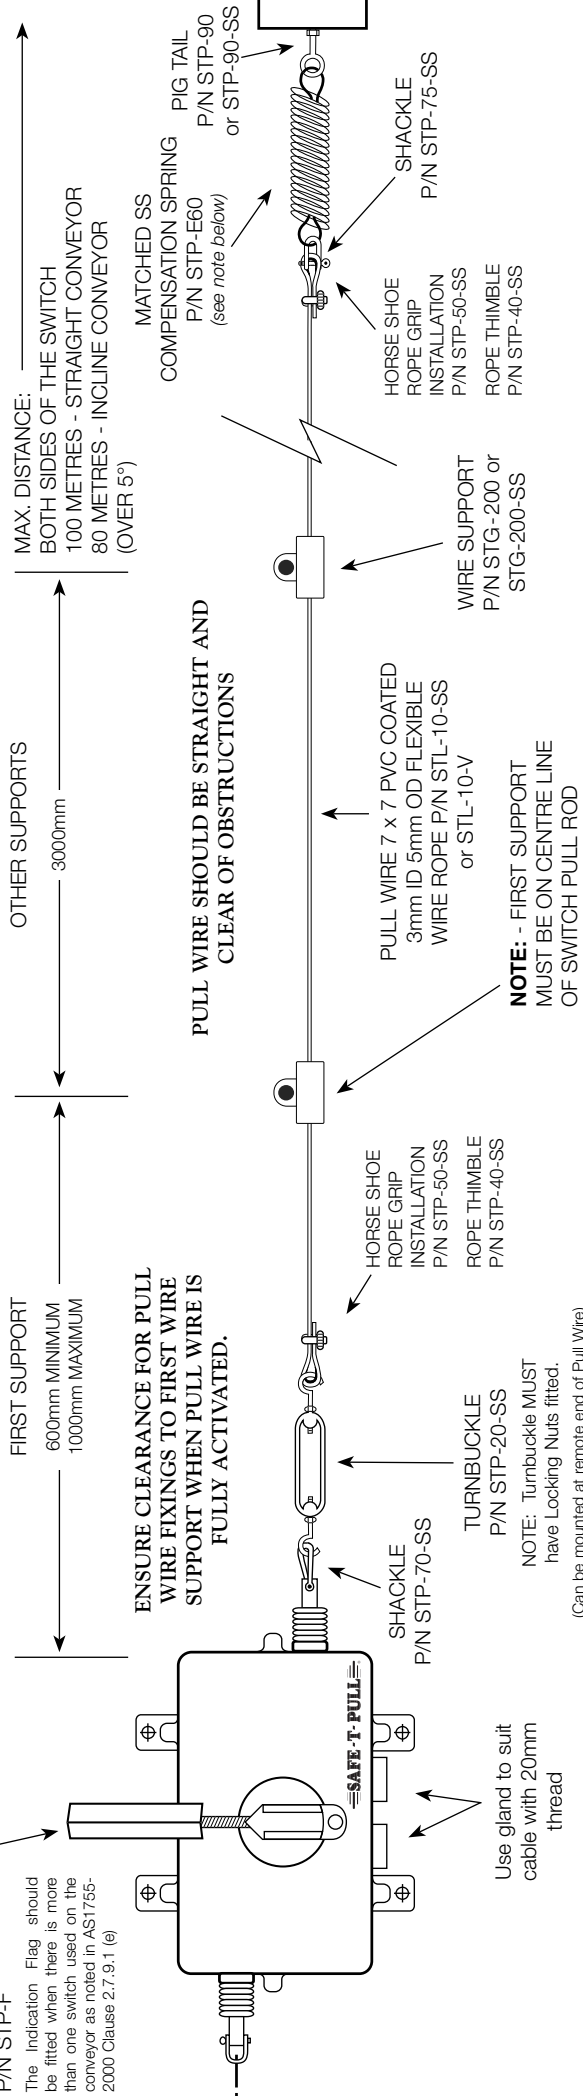 P/N STP-F
The Indication Flag should
be fitted when there is more
than one switch used on the
conveyor as noted in AS1755-
2000 Clause 2.7.9.1 (e)
FIRST SUPPORT
600mm MINIMUM
1000mm MAXIMUM
OTHER SUPPORTS
3000mm
MAX. DISTANCE:
BOTH SIDES OF THE SWITCH
100 METRES - STRAIGHT CONVEYOR
80 METRES - INCLINE CONVEYOR
(OVER 5°)
ENSURE CLEARANCE FOR PULL
WIRE FIXINGS TO FIRST WIRE
SUPPORT WHEN PULL WIRE IS
FULLY ACTIVATED.
PULL WIRE SHOULD BE STRAIGHT AND
CLEAR OF OBSTRUCTIONS
MATCHED SS
COMPENSATION SPRING
P/N STP-E60
(see note below)
PIG TAIL
P/N STP-90
or STP-90-SS
SAFE-T-PULL
Use gland to suit
cable with 20mm
thread
SHACKLE
P/N STP-70-SS
TURNBUCKLE
P/N STP-20-SS
NOTE: Turnbuckle MUST
have Locking Nuts fitted.
(Can be mounted at remote end of Pull Wire)
HORSE SHOE
ROPE GRIP
INSTALLATION
P/N STP-50-SS
ROPE THIMBLE
P/N STP-40-SS
NOTE: - FIRST SUPPORT
MUST BE ON CENTRE LINE
OF SWITCH PULL ROD
PULL WIRE 7 x 7 PVC COATED
3mm ID 5mm OD FLEXIBLE
WIRE ROPE P/N STL-10-SS
or STL-10-V
WIRE SUPPORT
P/N STG-200 or
STG-200-SS
HORSE SHOE
ROPE GRIP
INSTALLATION
P/N STP-50-SS
ROPE THIMBLE
P/N STP-40-SS
SHACKLE
P/N STP-75-SS